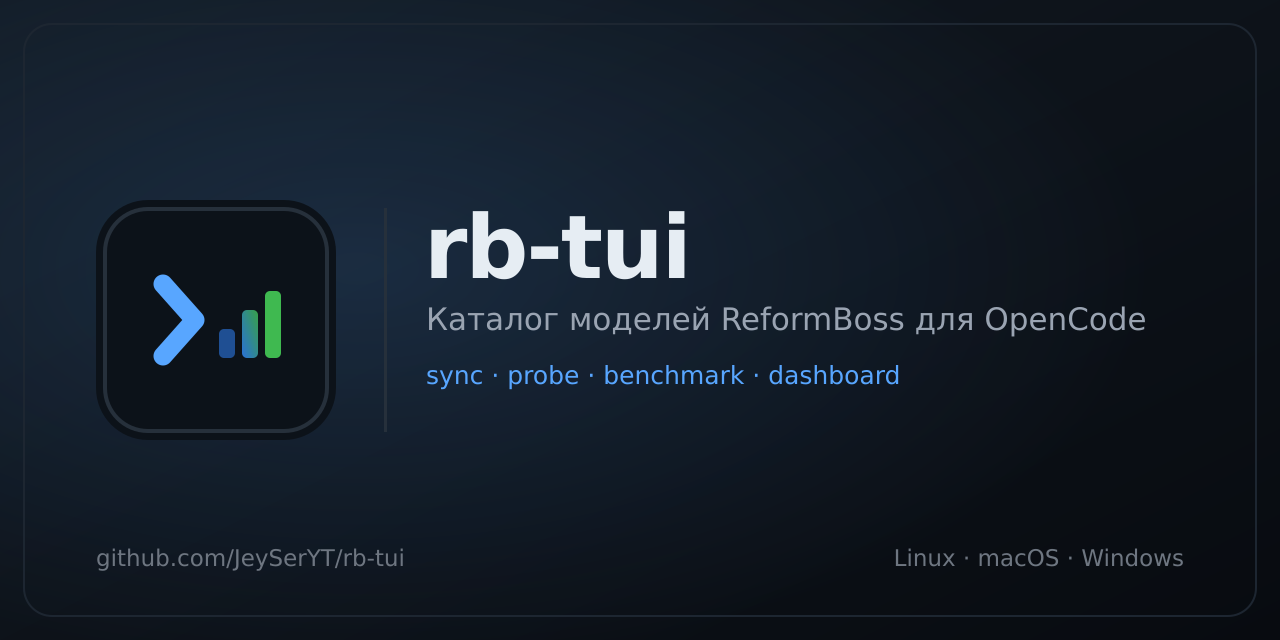 rb-tui
Каталог моделей ReformBoss для OpenCode
sync · probe · benchmark · dashboard
github.com/JeySerYT/rb-tui
Linux · macOS · Windows